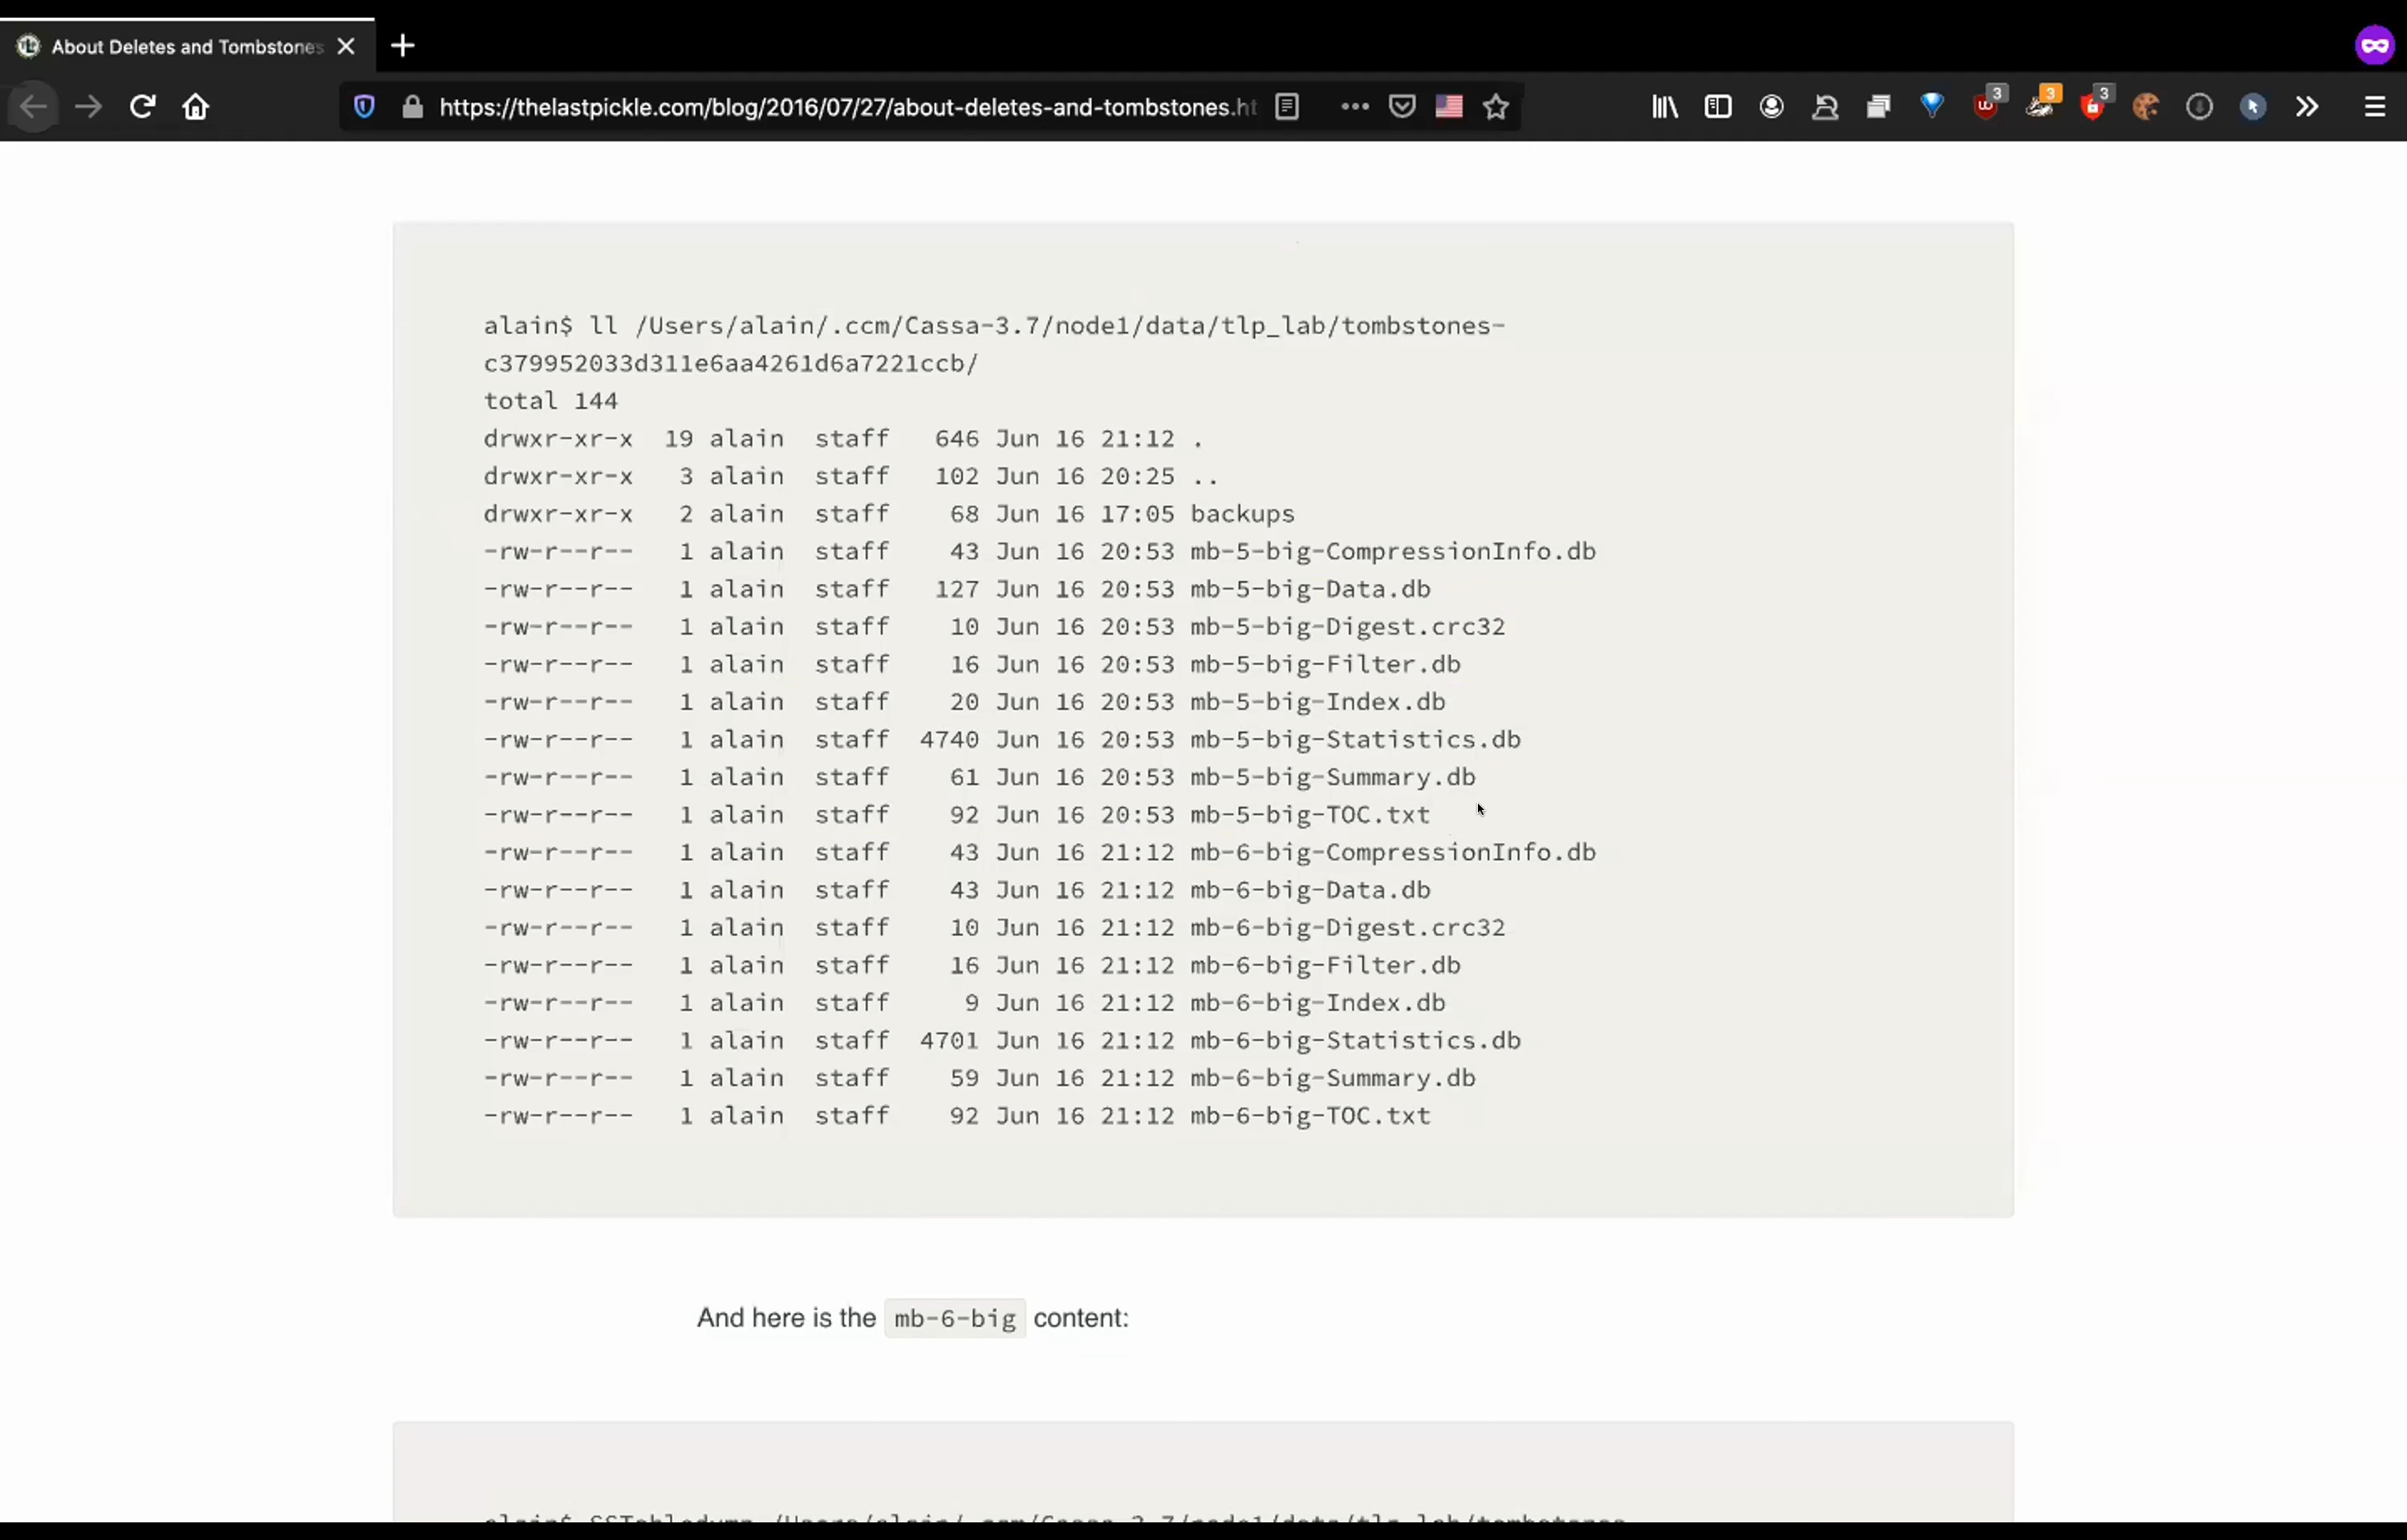 About Deletes and Tombstones
https://thelastpickle.com/blog/2016/07/27/about-deletes-and-tombstones.ht
3
3
3
alain$ ll /Users/alain/.ccm/Cassa-3.7/node1/data/tlp_lab/tombstones-
c379952033d311e6aa4261d6a7221ccb/
total 144
drwxr-xr-x 19 alain staff 646 Jun 16 21:12 .
drwxr-xr-x 3 alain staff 102 Jun 16 20:25 ..
drwxr-xr-x 2 alain staff 68 Jun 16 17:05 backups
-rw-r--r-- 1 alain staff 43 Jun 16 20:53 mb-5-big-CompressionInfo.db
-rw-r--r-- 1 alain staff 127 Jun 16 20:53 mb-5-big-Data.db
-rw-r--r-- 1 alain staff 10 Jun 16 20:53 mb-5-big-Digest.crc32
-rw-r--r-- 1 alain staff 16 Jun 16 20:53 mb-5-big-Filter.db
-rw-r--r-- 1 alain staff 20 Jun 16 20:53 mb-5-big-Index.db
-rw-r--r-- 1 alain staff 4740 Jun 16 20:53 mb-5-big-Statistics.db
-rw-r--r-- 1 alain staff 61 Jun 16 20:53 mb-5-big-Summary.db
-rw-r--r-- 1 alain staff 92 Jun 16 20:53 mb-5-big-TOC.txt
-rw-r--r-- 1 alain staff 43 Jun 16 21:12 mb-6-big-CompressionInfo.db
-rw-r--r-- 1 alain staff 43 Jun 16 21:12 mb-6-big-Data.db
-rw-r--r-- 1 alain staff 10 Jun 16 21:12 mb-6-big-Digest.crc32
-rw-r--r-- 1 alain staff 16 Jun 16 21:12 mb-6-big-Filter.db
-rw-r--r-- 1 alain staff 9 Jun 16 21:12 mb-6-big-Index.db
-rw-r--r-- 1 alain staff 4701 Jun 16 21:12 mb-6-big-Statistics.db
-rw-r--r-- 1 alain staff 59 Jun 16 21:12 mb-6-big-Summary.db
-rw-r--r-- 1 alain staff 92 Jun 16 21:12 mb-6-big-TOC.txt
And here is the mb-6-big content: